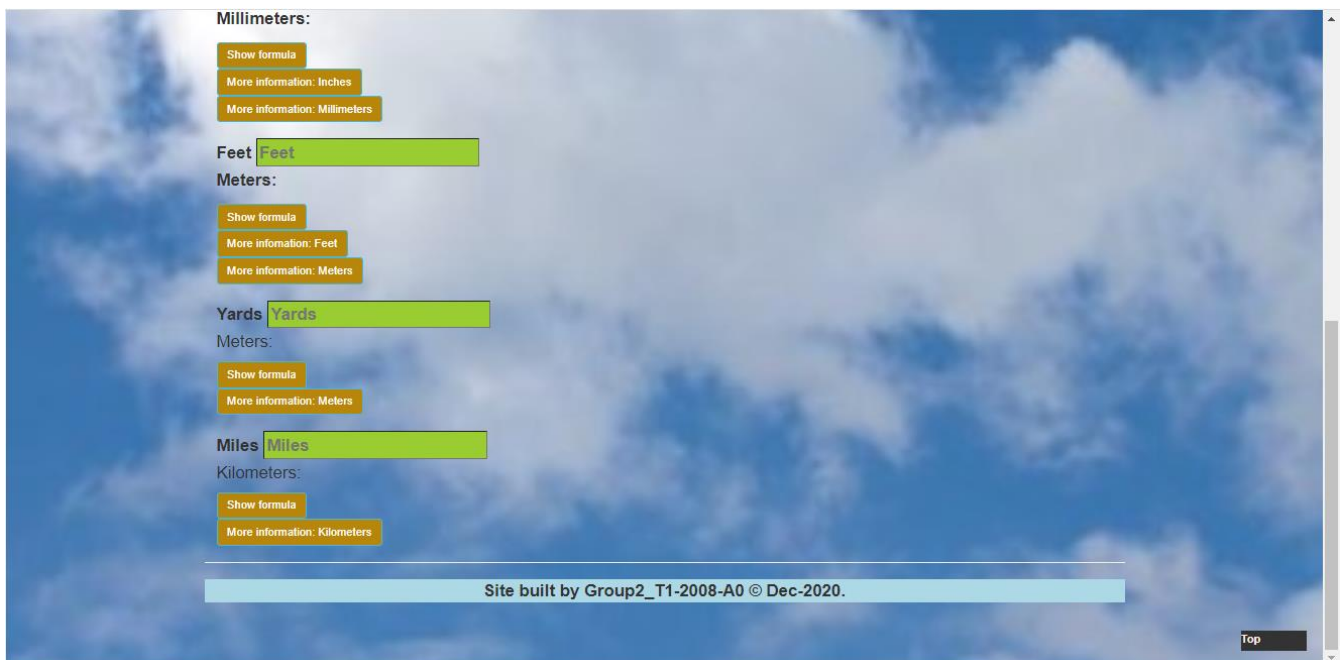 Millimeters:
Show formula
More information: Inches
More information: Millimeters
Feet Feet
Meters:
Show formula
More infomation: Feet
More information: Meters
Yards Yards
Meters:
Show formula
More information: Meters
Miles Miles
Kilometers:
Show formula
More information: Kilometers
Site built by Group2_T1-2008-A0 © Dec-2020.
Top